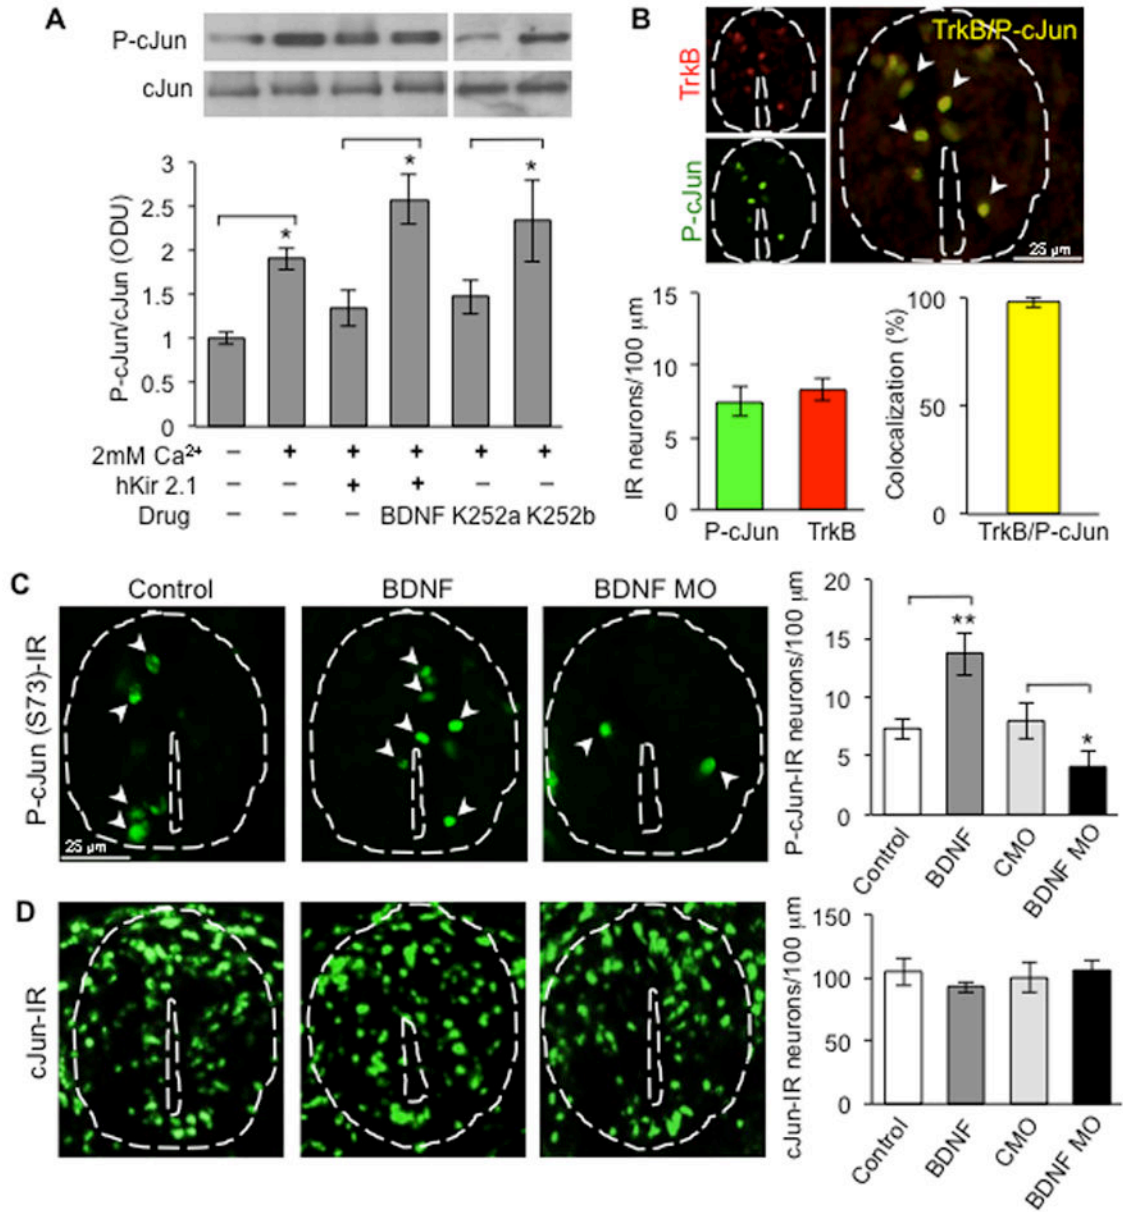 A
P-cJun
cJun
P-cJun/cJun (ODU)
3
2.5
2
1.5
1
0.5
0
* * *
2mM Ca2+ − + + + + +
hKir 2.1 − − + + − −
Drug − − − BDNF K252a K252b
B
TrkB
P-cJun
TrkB/P-cJun
25 µm
IR neurons/100 µm
15
10
5
0
P-cJun TrkB
Colocalization (%)
100
50
0
TrkB/P-cJun
C
Control BDNF BDNF MO
P-cJun (S73)-IR
25 µm
P-cJun-IR neurons/100 µm
20
15
10
5
0
**
*
Control BDNF CMO BDNF MO
D
cJun-IR
cJun-IR neurons/100 µm
150
100
50
0
Control BDNF CMO BDNF MO